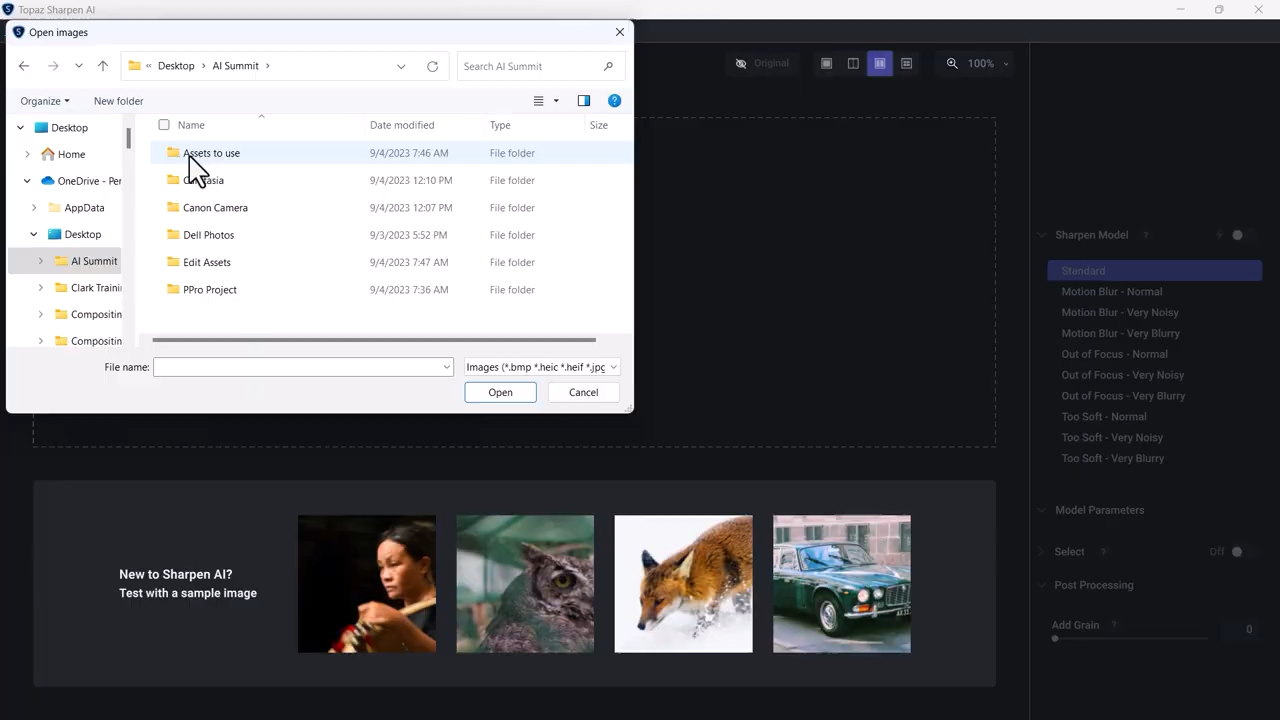 Topaz Sharpen AI
Open images
« Desktop > AI Summit >
Search AI Summit
Organize
New folder
Original
100%
Desktop
Home
OneDrive - Per
AppData
Desktop
AI Summit
Clark Traini
Compositin
Compositin
Name
Date modified
Type
Size
Assets to use 9/4/2023 7:46 AM File folder
9/4/2023 12:10 PM File folder
Canon Camera 9/4/2023 12:07 PM File folder
Dell Photos 9/3/2023 5:52 PM File folder
Edit Assets 9/4/2023 7:47 AM File folder
PPro Project 9/4/2023 7:36 AM File folder
File name:
Images (*.bmp *.heic *.heif *.jpg
Open
Cancel
New to Sharpen AI?
Test with a sample image
Sharpen Model ?
Standard
Motion Blur - Normal
Motion Blur - Very Noisy
Motion Blur - Very Blurry
Out of Focus - Normal
Out of Focus - Very Noisy
Out of Focus - Very Blurry
Too Soft - Normal
Too Soft - Very Noisy
Too Soft - Very Blurry
Model Parameters
Select ? Off
Post Processing
Add Grain ?
0